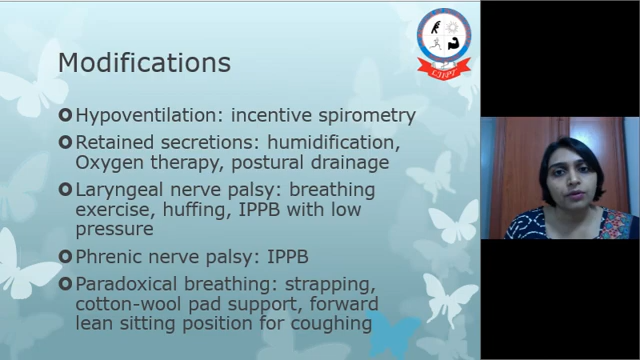 Modifications
Hypoventilation: incentive spirometry
Retained secretions: humidification,
Oxygen therapy, postural drainage
Laryngeal nerve palsy: breathing
exercise, huffing, IPPB with low
pressure
Phrenic nerve palsy: IPPB
Paradoxical breathing: strapping,
cotton-wool pad support, forward
lean sitting position for coughing